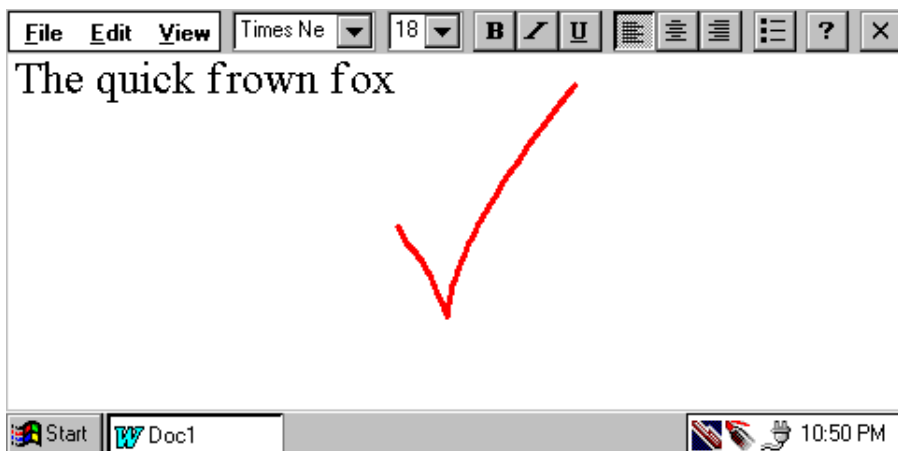 File Edit View Times Ne 18 B I U ? ×
The quick frown fox
Start W Doc1 10:50 PM